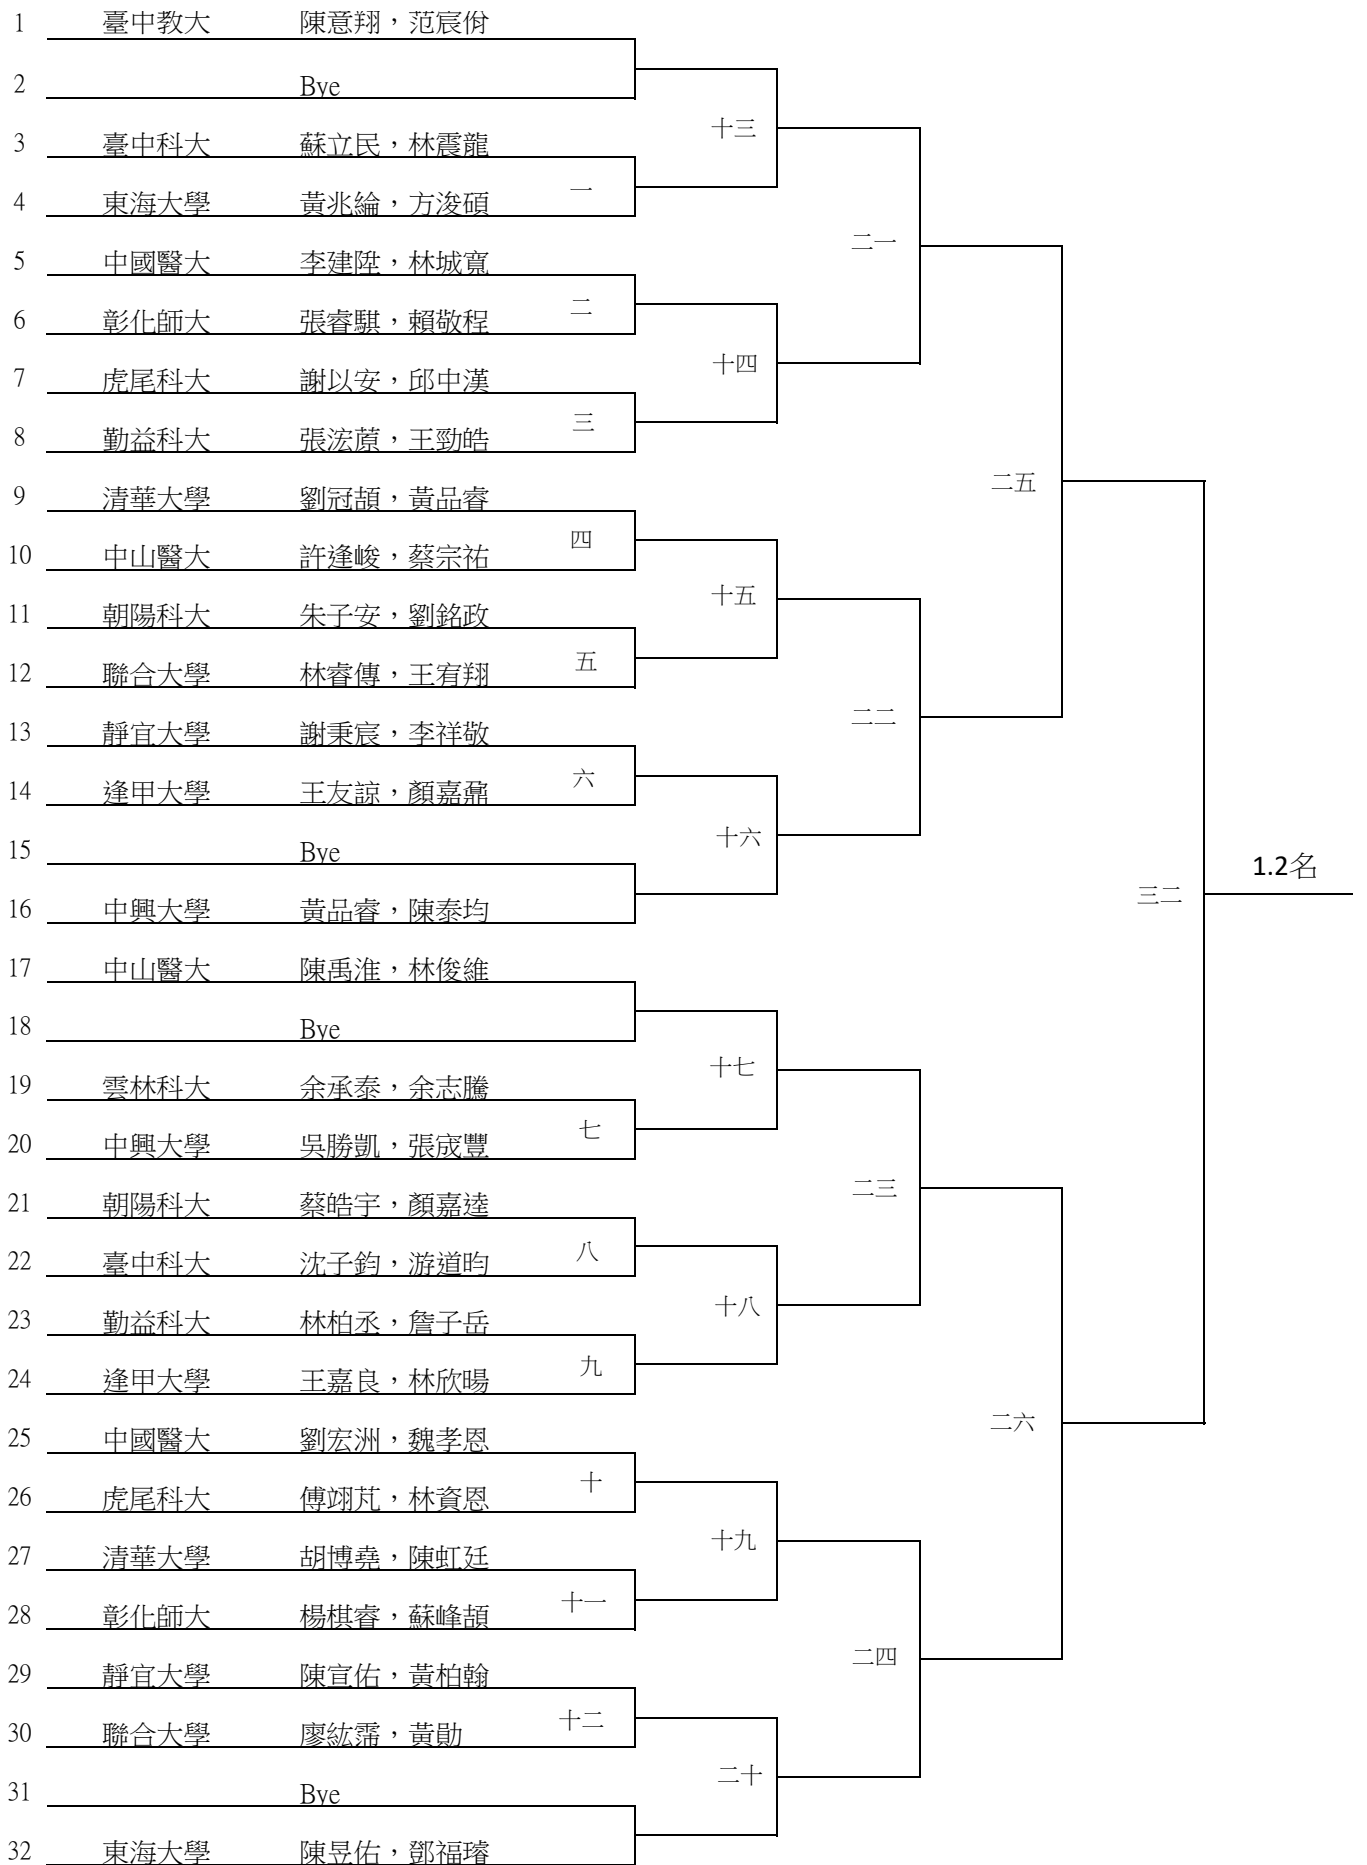 1 臺中教大 陳意翔，范宸佾
2 Bye
十三
3 臺中科大 蘇立民，林震龍
一
4 東海大學 黃兆綸，方浚碩
二一
5 中國醫大 李建陞，林城寬
二
6 彰化師大 張睿騏，賴敬程
十四
7 虎尾科大 謝以安，邱中漢
三
8 勤益科大 張浤蒝，王勁皓
二五
9 清華大學 劉冠頡，黃品睿
四
10 中山醫大 許逢峻，蔡宗祐
十五
11 朝陽科大 朱子安，劉銘政
五
12 聯合大學 林睿傳，王宥翔
二二
13 靜宜大學 謝秉宸，李祥敬
六
14 逢甲大學 王友諒，顏嘉鼐
十六
15 Bye
1.2名
三二
16 中興大學 黃品睿，陳泰均
17 中山醫大 陳禹淮，林俊維
18 Bye
十七
19 雲林科大 余承泰，余志騰
七
20 中興大學 吳勝凱，張宬豐
二三
21 朝陽科大 蔡皓宇，顏嘉逵
八
22 臺中科大 沈子鈞，游道昀
十八
23 勤益科大 林柏丞，詹子岳
九
24 逢甲大學 王嘉良，林欣暘
二六
25 中國醫大 劉宏洲，魏孝恩
十
26 虎尾科大 傅翊芃，林資恩
十九
27 清華大學 胡博堯，陳虹廷
十一
28 彰化師大 楊棋睿，蘇峰頡
二四
29 靜宜大學 陳宣佑，黃柏翰
十二
30 聯合大學 廖紘霈，黃勛
二十
31 Bye
32 東海大學 陳昱佑，鄧福璿